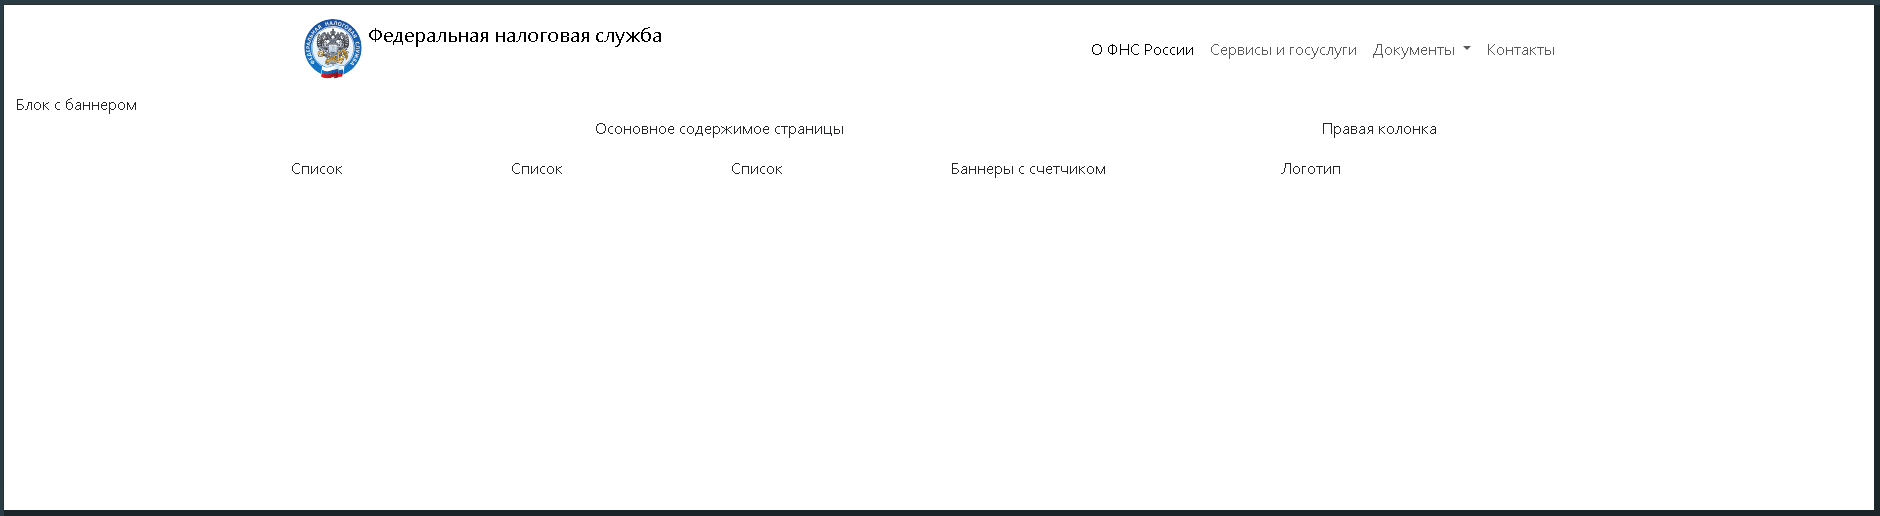 Федеральная налоговая служба
О ФНС России Сервисы и госуслуги Документы Контакты
Блок с баннером
Осоновное содержимое страницы Правая колонка
Список Список Список Баннеры с счетчиком Логотип